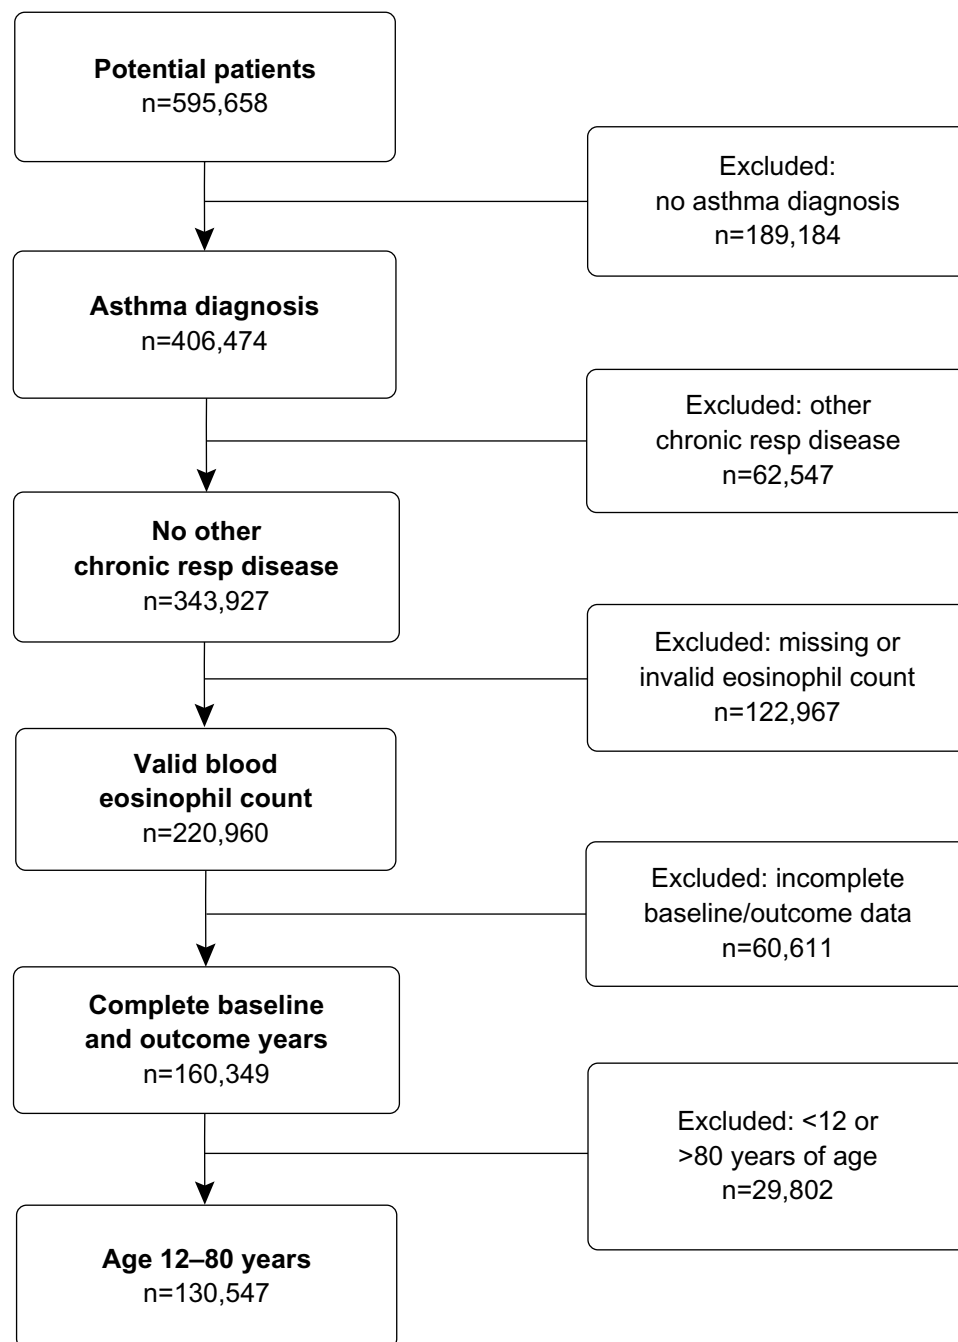 Potential patients
n=595,658
Excluded:
no asthma diagnosis
n=189,184
Asthma diagnosis
n=406,474
Excluded: other
chronic resp disease
n=62,547
No other
chronic resp disease
n=343,927
Excluded: missing or
invalid eosinophil count
n=122,967
Valid blood
eosinophil count
n=220,960
Excluded: incomplete
baseline/outcome data
n=60,611
Complete baseline
and outcome years
n=160,349
Excluded: <12 or
>80 years of age
n=29,802
Age 12–80 years
n=130,547